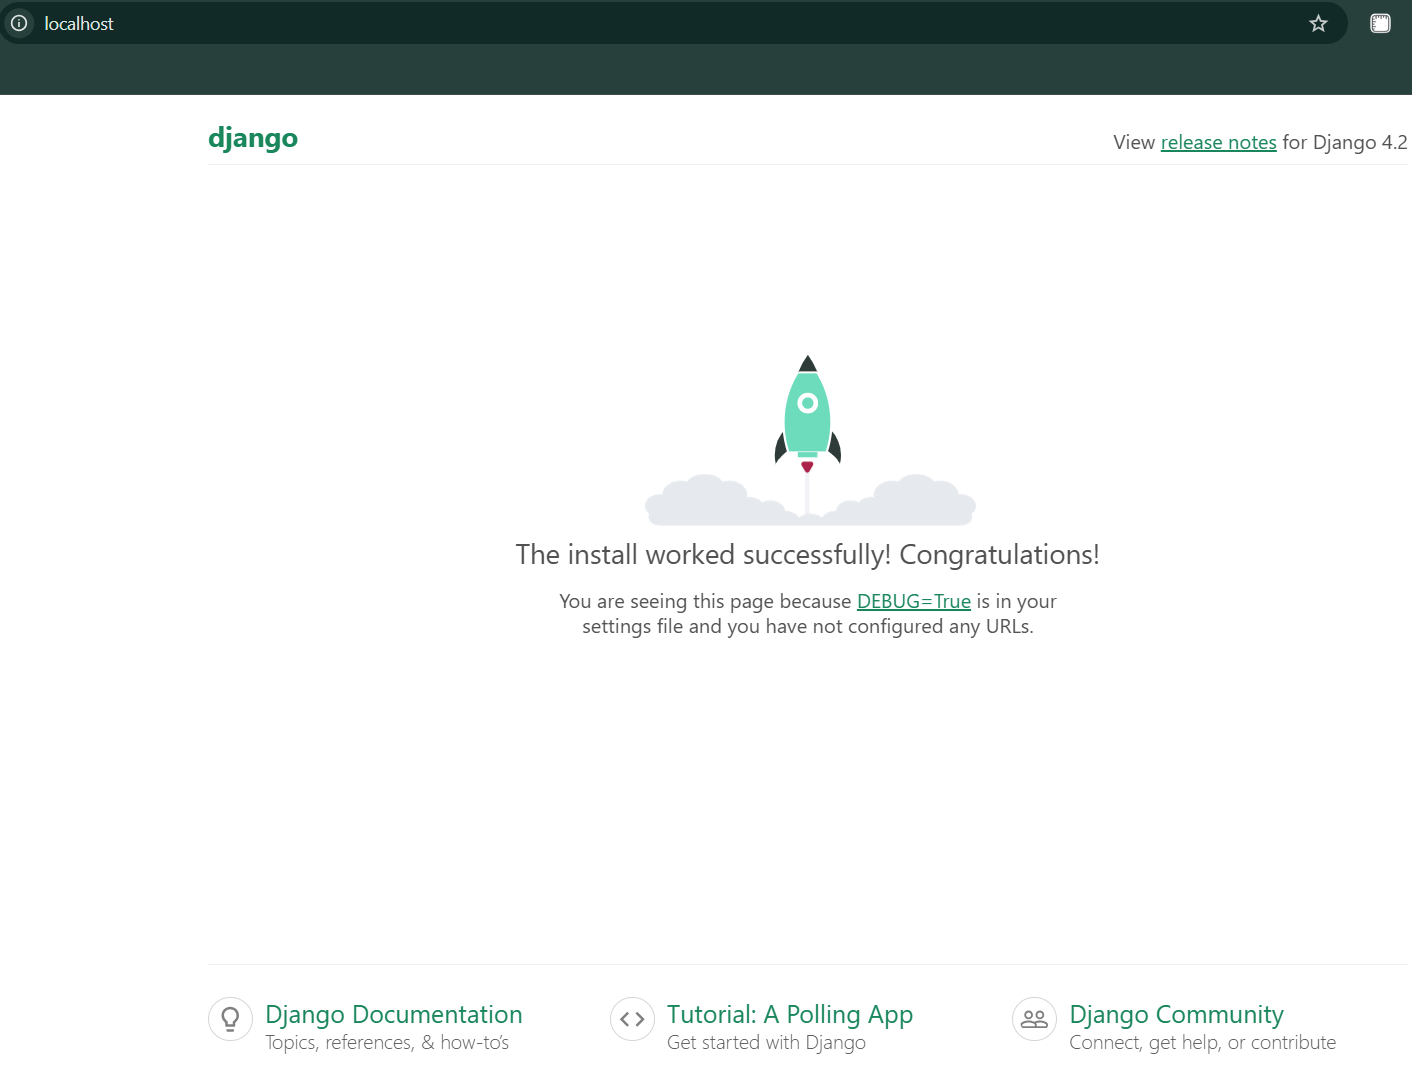 localhost
django
View release notes for Django 4.2
The install worked successfully! Congratulations!
You are seeing this page because DEBUG=True is in your
settings file and you have not configured any URLs.
Django Documentation
Topics, references, & how-to’s
Tutorial: A Polling App
Get started with Django
Django Community
Connect, get help, or contribute